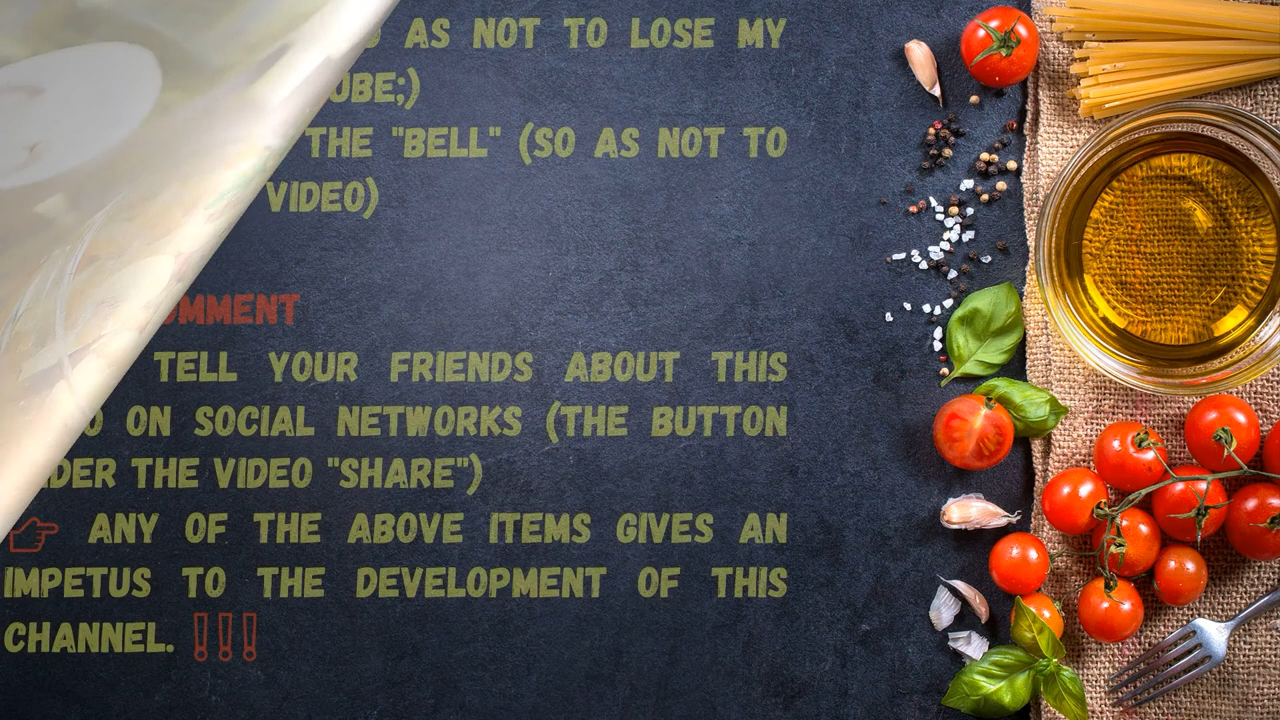 AS NOT TO LOSE MY
UBE;)
THE "BELL" (SO AS NOT TO
VIDEO)
OMMENT
TELL YOUR FRIENDS ABOUT THIS
O ON SOCIAL NETWORKS (THE BUTTON
DER THE VIDEO "SHARE")
ANY OF THE ABOVE ITEMS GIVES AN
IMPETUS TO THE DEVELOPMENT OF THIS
CHANNEL. !!!